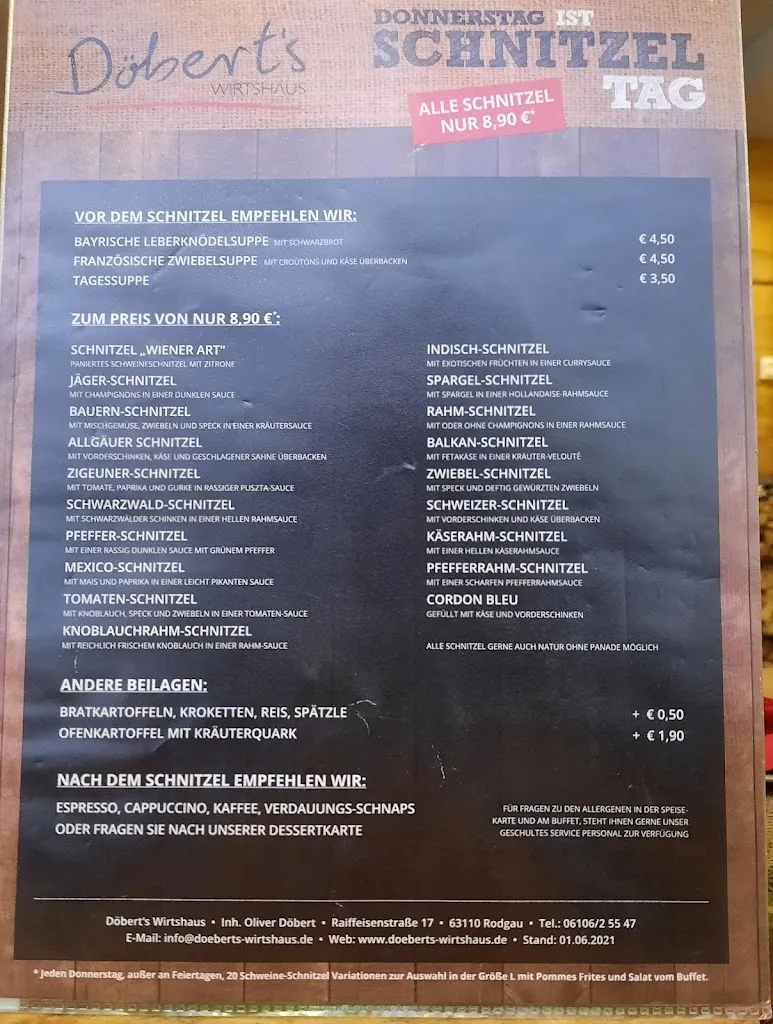 Döbert's
WIRTSHAUS
DONNERSTAG IST
SCHNITZEL
TAG
ALLE SCHNITZEL
NUR 8,90 €*
VOR DEM SCHNITZEL EMPFEHLEN WIR:
BAYRISCHE LEBERKNÖDELSUPPE MIT SCHWARZBROT € 4,50
FRANZÖSISCHE ZWIEBELSUPPE MIT CROÛTONS UND KÄSE ÜBERBACKEN € 4,50
TAGESSUPPE € 3,50
ZUM PREIS VON NUR 8,90 €*:
SCHNITZEL „WIENER ART"
PANIERTES SCHWEINESCHNITZEL MIT ZITRONE
JÄGER-SCHNITZEL
MIT CHAMPIGNONS IN EINER DUNKLEN SAUCE
BAUERN-SCHNITZEL
MIT MISCHGEMÜSE, ZWIEBELN UND SPECK IN EINER KRÄUTERSAUCE
ALLGÄUER SCHNITZEL
MIT VORDERSCHINKEN, KÄSE UND GESCHLAGENER SAHNE ÜBERBACKEN
ZIGEUNER-SCHNITZEL
MIT TOMATE, PAPRIKA UND GURKE IN RASSIGER PUSZTA-SAUCE
SCHWARZWALD-SCHNITZEL
MIT SCHWARZWÄLDER SCHINKEN IN EINER HELLEN RAHMSAUCE
PFEFFER-SCHNITZEL
MIT EINER RASSIG DUNKLEN SAUCE MIT GRÜNEM PFEFFER
MEXICO-SCHNITZEL
MIT MAIS UND PAPRIKA IN EINER LEICHT PIKANTEN SAUCE
TOMATEN-SCHNITZEL
MIT KNOBLAUCH, SPECK UND ZWIEBELN IN EINER TOMATEN-SAUCE
KNOBLAUCHRAHM-SCHNITZEL
MIT REICHLICH FRISCHEM KNOBLAUCH IN EINER RAHM-SAUCE
INDISCH-SCHNITZEL
MIT EXOTISCHEN FRÜCHTEN IN EINER CURRYSAUCE
SPARGEL-SCHNITZEL
MIT SPARGEL IN EINER HOLLANDAISE-RAHMSAUCE
RAHM-SCHNITZEL
MIT ODER OHNE CHAMPIGNONS IN EINER RAHMSAUCE
BALKAN-SCHNITZEL
MIT FETAKÄSE IN EINER KRÄUTER-VELOUTÉ
ZWIEBEL-SCHNITZEL
MIT SPECK UND DEFTIG GEWÜRZTEN ZWIEBELN
SCHWEIZER-SCHNITZEL
MIT VORDERSCHINKEN UND KÄSE ÜBERBACKEN
KÄSERAHM-SCHNITZEL
MIT EINER HELLEN KÄSERAHMSAUCE
PFEFFERRAHM-SCHNITZEL
MIT EINER SCHARFEN PFEFFERRAHMSAUCE
CORDON BLEU
GEFÜLLT MIT KÄSE UND VORDERSCHINKEN
ALLE SCHNITZEL GERNE AUCH NATUR OHNE PANADE MÖGLICH
ANDERE BEILAGEN:
BRATKARTOFFELN, KROKETTEN, REIS, SPÄTZLE + € 0,50
OFENKARTOFFEL MIT KRÄUTERQUARK + € 1,90
NACH DEM SCHNITZEL EMPFEHLEN WIR:
ESPRESSO, CAPPUCCINO, KAFFEE, VERDAUUNGS-SCHNAPS
ODER FRAGEN SIE NACH UNSERER DESSERTKARTE
FÜR FRAGEN ZU DEN ALLERGENEN IN DER SPEISE-
KARTE UND AM BUFFET, STEHT IHNEN GERNE UNSER
GESCHULTES SERVICE PERSONAL ZUR VERFÜGUNG
Döbert's Wirtshaus • Inh. Oliver Döbert • Raiffeisenstraße 17 • 63110 Rodgau • Tel.: 06106/2 55 47
E-Mail: info@doeberts-wirtshaus.de • Web: www.doeberts-wirtshaus.de • Stand: 01.06.2021
* Jeden Donnerstag, außer an Feiertagen, 20 Schweine-Schnitzel Variationen zur Auswahl in der Größe L mit Pommes Frites und Salat vom Buffet.